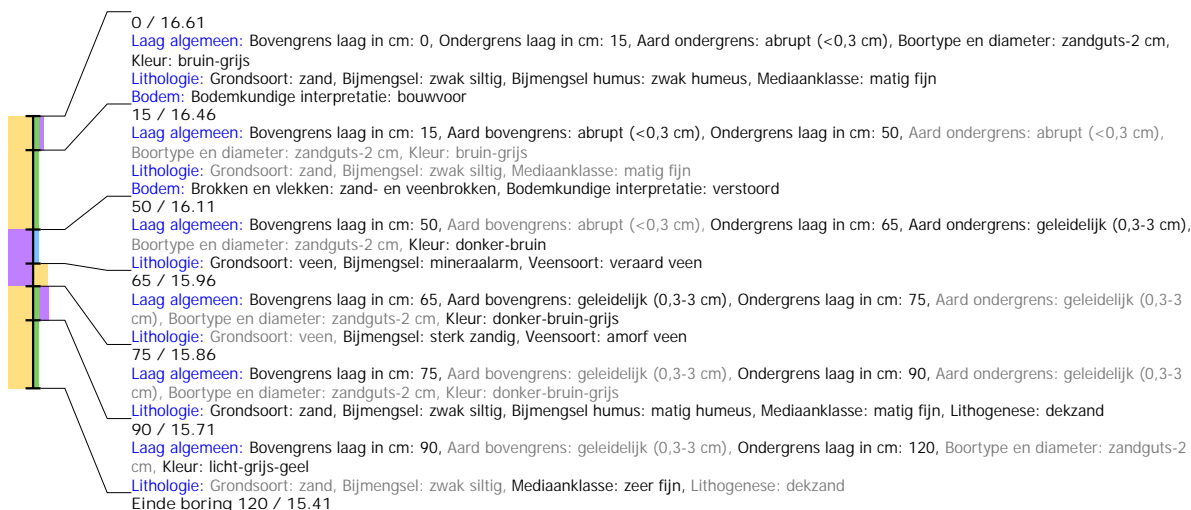 0 / 16.61
Laag algemeen: Bovengrens laag in cm: 0, Ondergrens laag in cm: 15, Aard ondergrens: abrupt (<0,3 cm), Boortype en diameter: zandguts-2 cm,
Kleur: bruin-grijs
Lithologie: Grondsoort: zand, Bijmengsel: zwak siltig, Bijmengsel humus: zwak humeus, Mediaanklasse: matig fijn
Bodem: Bodemkundige interpretatie: bouwvoor
15 / 16.46
Laag algemeen: Bovengrens laag in cm: 15, Aard bovengrens: abrupt (<0,3 cm), Ondergrens laag in cm: 50, Aard ondergrens: abrupt (<0,3 cm),
Boortype en diameter: zandguts-2 cm, Kleur: bruin-grijs
Lithologie: Grondsoort: zand, Bijmengsel: zwak siltig, Mediaanklasse: matig fijn
Bodem: Brokken en vlekken: zand- en veenbrokken, Bodemkundige interpretatie: verstoord
50 / 16.11
Laag algemeen: Bovengrens laag in cm: 50, Aard bovengrens: abrupt (<0,3 cm), Ondergrens laag in cm: 65, Aard ondergrens: geleidelijk (0,3-3 cm),
Boortype en diameter: zandguts-2 cm, Kleur: donker-bruin
Lithologie: Grondsoort: veen, Bijmengsel: mineraalarm, Veensoort: veraard veen
65 / 15.96
Laag algemeen: Bovengrens laag in cm: 65, Aard bovengrens: geleidelijk (0,3-3 cm), Ondergrens laag in cm: 75, Aard ondergrens: geleidelijk (0,3-3
cm), Boortype en diameter: zandguts-2 cm, Kleur: donker-bruin-grijs
Lithologie: Grondsoort: veen, Bijmengsel: sterk zandig, Veensoort: amorf veen
75 / 15.86
Laag algemeen: Bovengrens laag in cm: 75, Aard bovengrens: geleidelijk (0,3-3 cm), Ondergrens laag in cm: 90, Aard ondergrens: geleidelijk (0,3-3
cm), Boortype en diameter: zandguts-2 cm, Kleur: donker-bruin-grijs
Lithologie: Grondsoort: zand, Bijmengsel: zwak siltig, Bijmengsel humus: matig humeus, Mediaanklasse: matig fijn, Lithogenese: dekzand
90 / 15.71
Laag algemeen: Bovengrens laag in cm: 90, Aard bovengrens: geleidelijk (0,3-3 cm), Ondergrens laag in cm: 120, Boortype en diameter: zandguts-2
cm, Kleur: licht-grijs-geel
Lithologie: Grondsoort: zand, Bijmengsel: zwak siltig, Mediaanklasse: zeer fijn, Lithogenese: dekzand
Einde boring 120 / 15.41